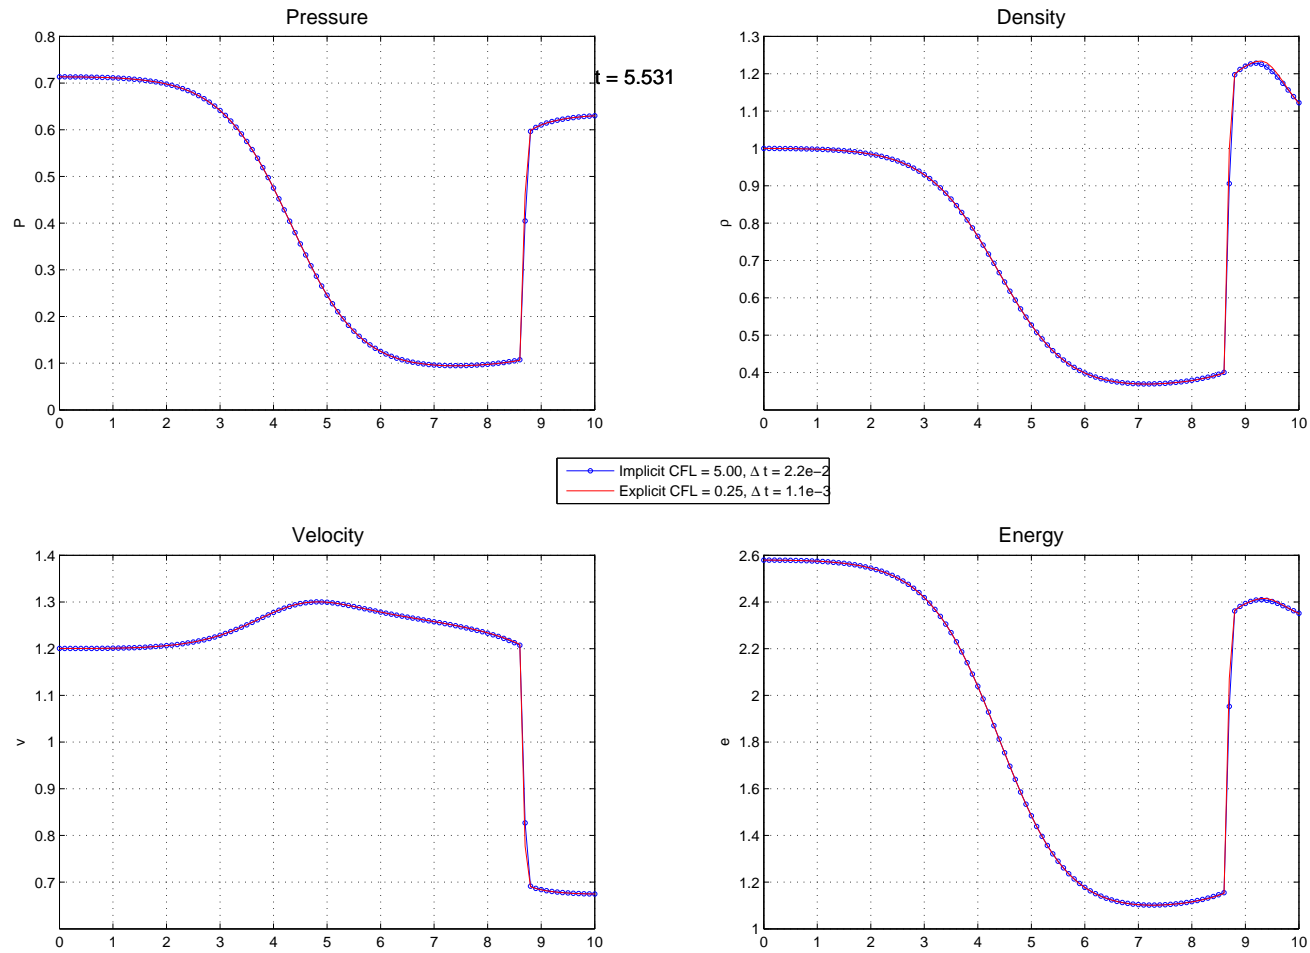 Pressure
0.8
0.7
0.6
0.5
0.4
0.3
0.2
0.1
0
P
0 1 2 3 4 5 6 7 8 9 10
t = 5.531
Density
1.3
1.2
1.1
1
0.9
0.8
0.7
0.6
0.5
0.4
ρ
0 1 2 3 4 5 6 7 8 9 10
Implicit CFL = 5.00, Δ t = 2.2e−2
Explicit CFL = 0.25, Δ t = 1.1e−3
Velocity
1.4
1.3
1.2
1.1
1
0.9
0.8
0.7
v
0 1 2 3 4 5 6 7 8 9 10
Energy
2.6
2.4
2.2
2
1.8
1.6
1.4
1.2
1
e
0 1 2 3 4 5 6 7 8 9 10